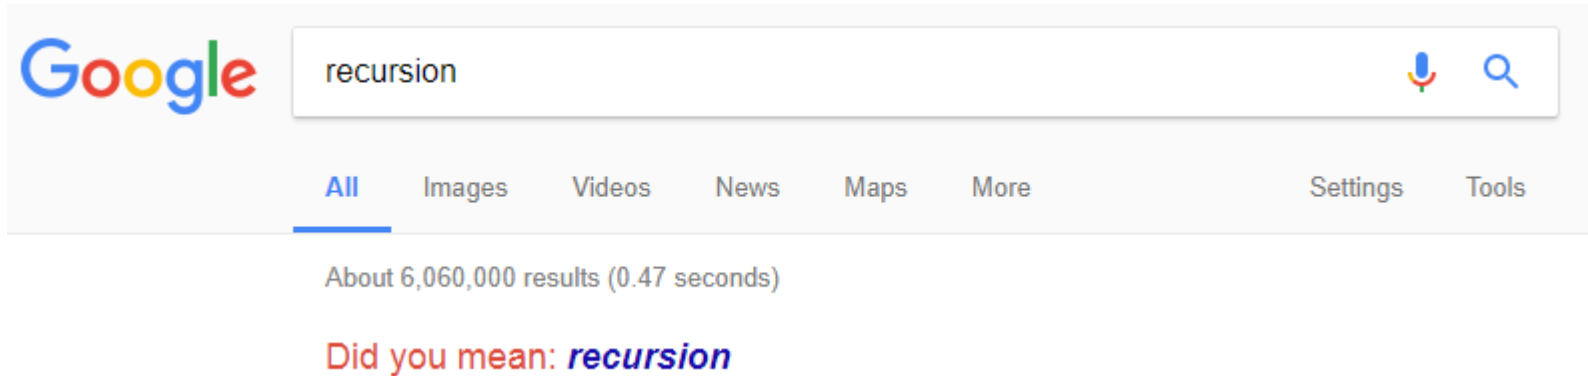 Google recursion
All Images Videos News Maps More Settings Tools
About 6,060,000 results (0.47 seconds)
Did you mean: recursion